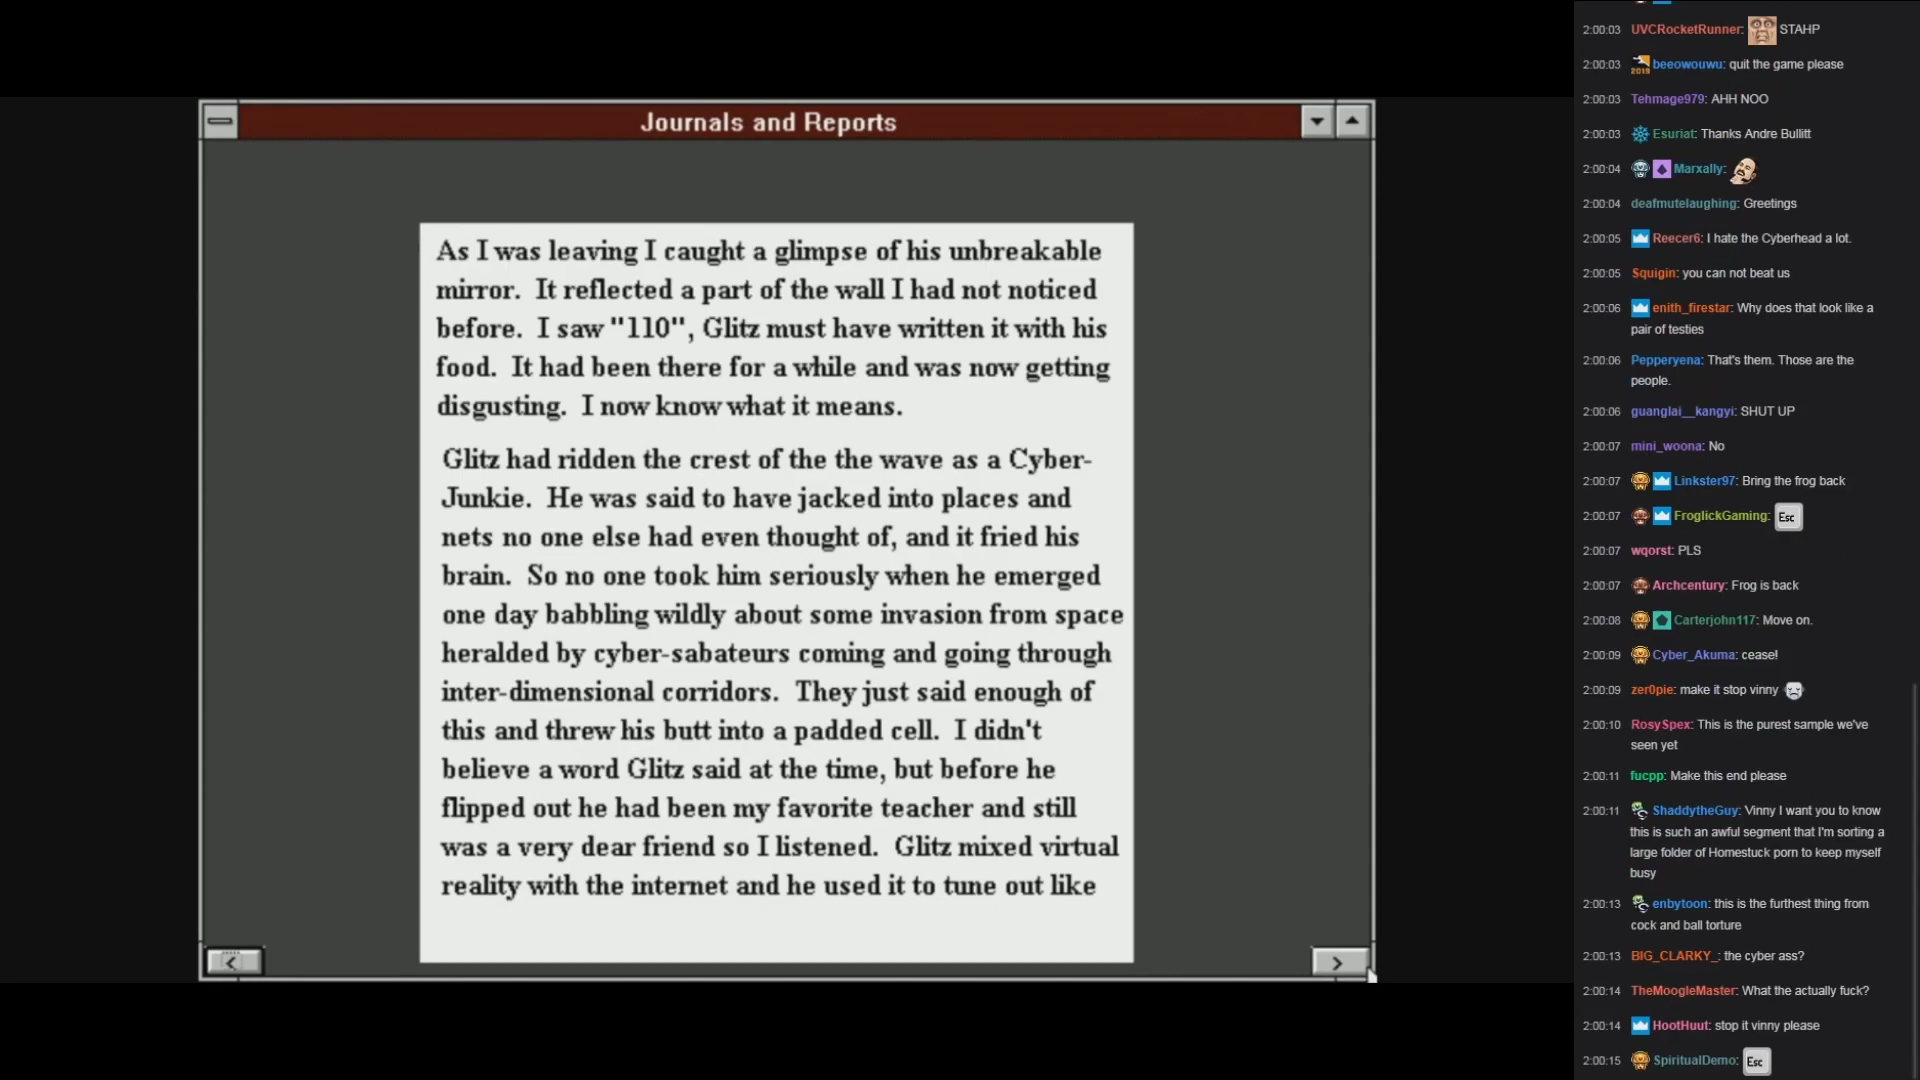 Journals and Reports
As I was leaving I caught a glimpse of his unbreakable
mirror. It reflected a part of the wall I had not noticed
before. I saw "110", Glitz must have written it with his
food. It had been there for a while and was now getting
disgusting. I now know what it means.
Glitz had ridden the crest of the the wave as a Cyber-
Junkie. He was said to have jacked into places and
nets no one else had even thought of, and it fried his
brain. So no one took him seriously when he emerged
one day babbling wildly about some invasion from space
heralded by cyber-sabateurs coming and going through
inter-dimensional corridors. They just said enough of
this and threw his butt into a padded cell. I didn't
believe a word Glitz said at the time, but before he
flipped out he had been my favorite teacher and still
was a very dear friend so I listened. Glitz mixed virtual
reality with the internet and he used it to tune out like
2:00:03 UVCRocketRunner: STAHP
2:00:03 2019 beeowouwu: quit the game please
2:00:03 Tehmage979: AHH NOO
2:00:03 Esuriat: Thanks Andre Bullitt
2:00:04 Marxally:
2:00:04 deafmutelaughing: Greetings
2:00:05 Reecer6: I hate the Cyberhead a lot.
2:00:05 Squigin: you can not beat us
2:00:06 enith_firestar: Why does that look like a
pair of testies
2:00:06 Pepperyena: That's them. Those are the
people.
2:00:06 guanglai__kangyi: SHUT UP
2:00:07 mini_woona: No
2:00:07 Linkster97: Bring the frog back
2:00:07 FroglickGaming: Esc
2:00:07 wqorst: PLS
2:00:07 Archcentury: Frog is back
2:00:08 Carterjohn117: Move on.
2:00:09 Cyber_Akuma: cease!
2:00:09 zer0pie: make it stop vinny
2:00:10 RosySpex: This is the purest sample we've
seen yet
2:00:11 fucpp: Make this end please
2:00:11 ShaddytheGuy: Vinny I want you to know
this is such an awful segment that I'm sorting a
large folder of Homestuck porn to keep myself
busy
2:00:13 enbytoon: this is the furthest thing from
cock and ball torture
2:00:13 BIG_CLARKY_: the cyber ass?
2:00:14 TheMoogleMaster: What the actually fuck?
2:00:14 HootHuut: stop it vinny please
2:00:15 SpiritualDemo: Esc